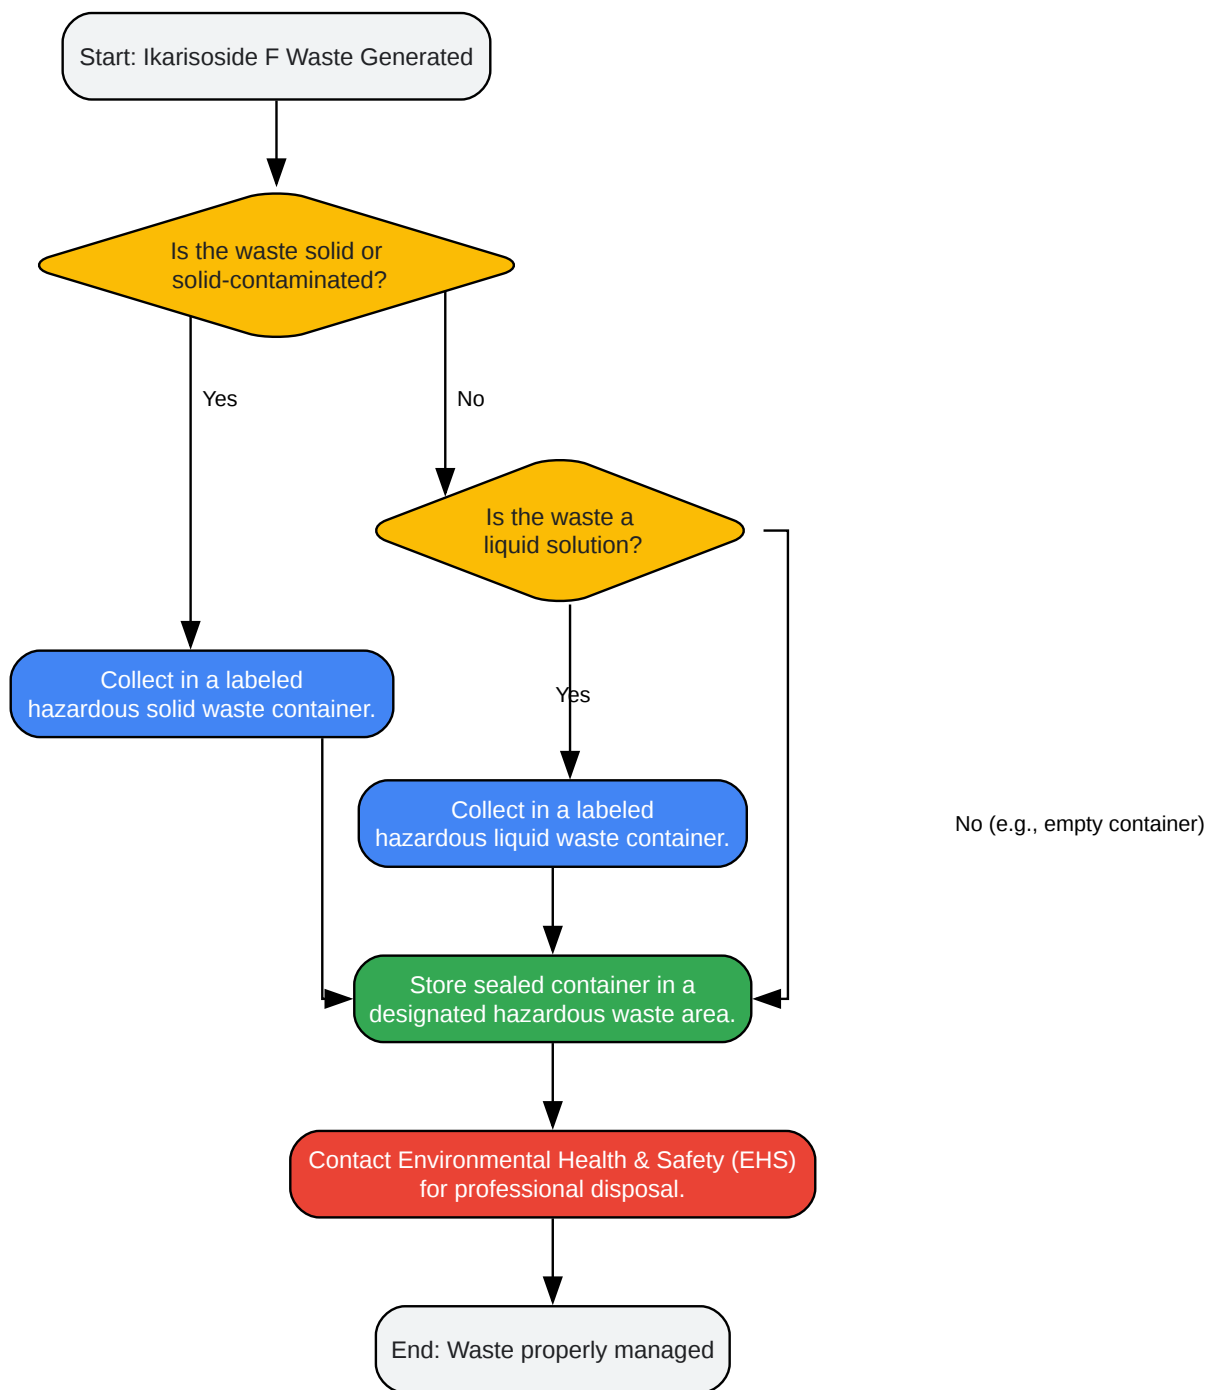 Start: Ikarisoside F Waste Generated
Is the waste solid or
solid-contaminated?
Yes
No
Is the waste a
liquid solution?
Collect in a labeled
hazardous solid waste container.
Yes
Collect in a labeled
hazardous liquid waste container.
No (e.g., empty container)
Store sealed container in a
designated hazardous waste area.
Contact Environmental Health & Safety (EHS)
for professional disposal.
End: Waste properly managed